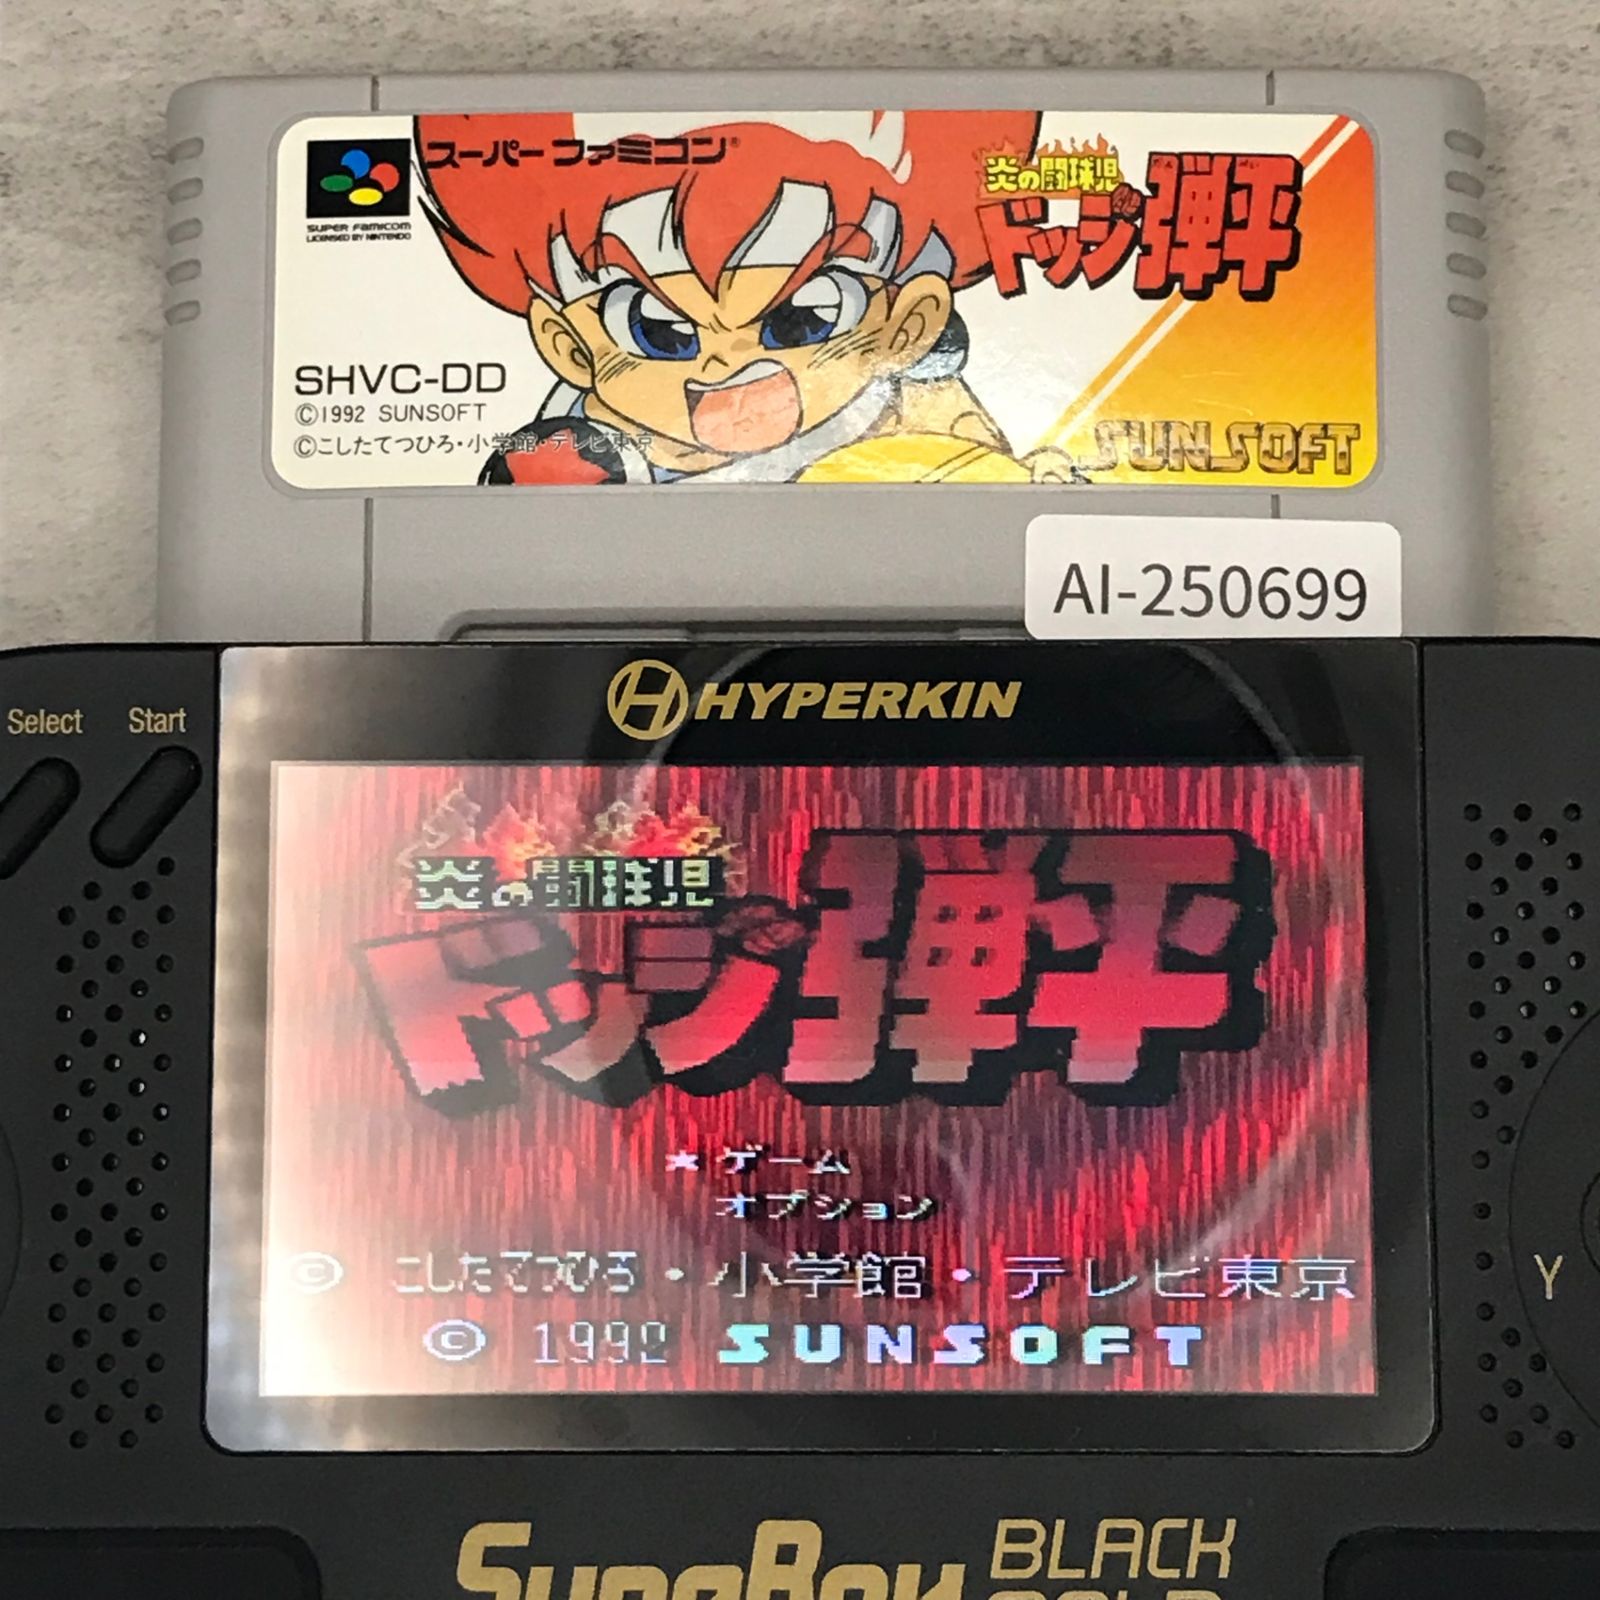 スーパーファミコン®
SUPER FAMICOM
LICENSED BY NINTENDO
炎の闘球児
ドッジ弾平
SHVC-DD
©1992 SUNSOFT
©こしたてつひろ・小学館・テレビ東京
SUNSOFT
AI-250699
HYPERKIN
Select Start
炎の闘球児
ドッジ弾平
★ ゲーム
オプション
© こしたてつひろ・小学館・テレビ東京
© 1992 SUNSOFT
Y
SupaBoy BLACK
GOLD